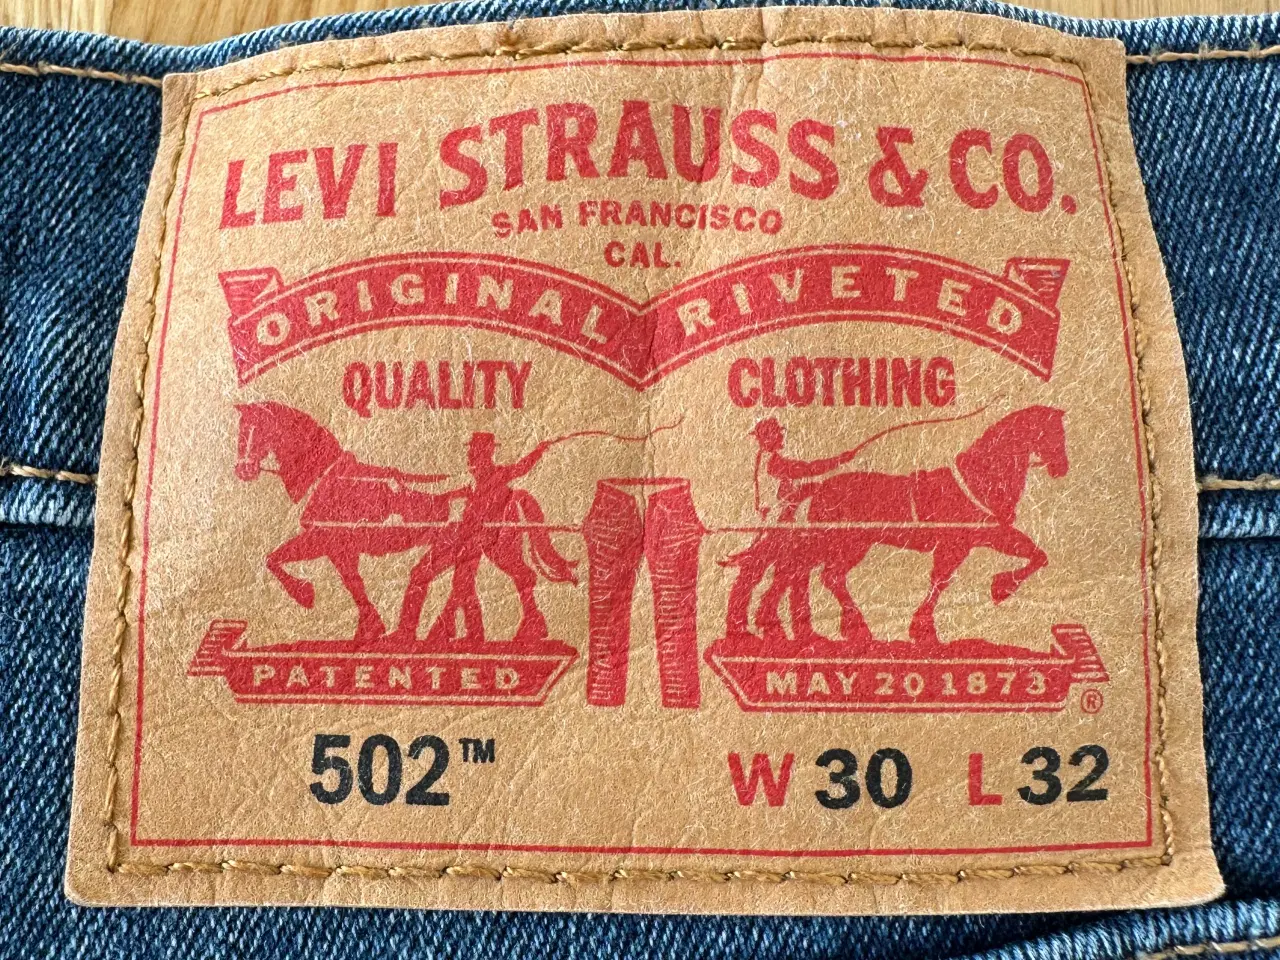 LEVI STRAUSS & CO.
SAN FRANCISCO
CAL.
ORIGINAL RIVETED
QUALITY CLOTHING
PATENTED MAY 20 1873 ®
502™ W 30 L 32